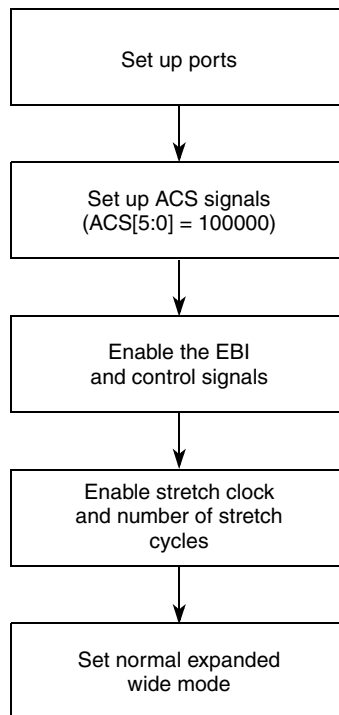 Set up ports
Set up ACS signals
(ACS[5:0] = 100000)
Enable the EBI
and control signals
Enable stretch clock
and number of stretch
cycles
Set normal expanded
wide mode